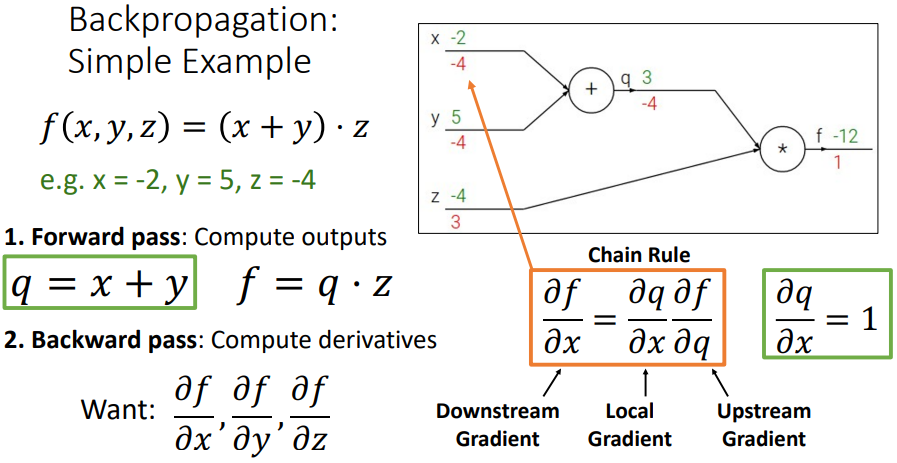 Backpropagation:
Simple Example
f(x, y, z) = (x + y) · z
e.g. x = -2, y = 5, z = -4
1. Forward pass: Compute outputs
q = x + y    f = q · z
2. Backward pass: Compute derivatives
Want: ∂f/∂x, ∂f/∂y, ∂f/∂z
x -2
-4
y 5
-4
z -4
3
+
q 3
-4
*
f -12
1
Chain Rule
∂f/∂x = ∂q/∂x ∂f/∂q
∂q/∂x = 1
Downstream
Gradient
Local
Gradient
Upstream
Gradient